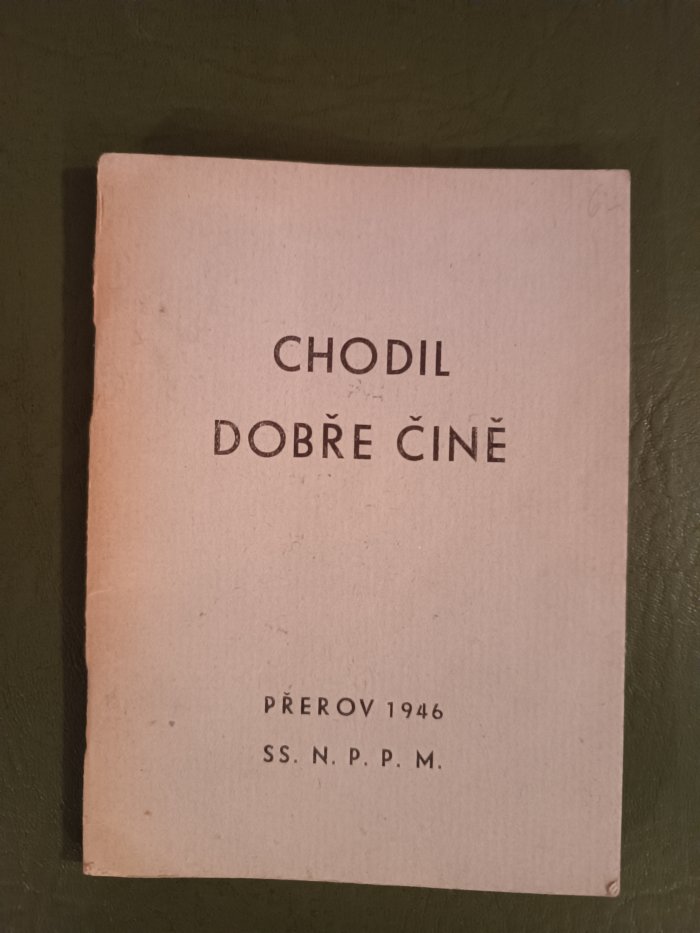 CHODIL
DOBŘE ČINĚ
PŘEROV 1946
SS. N. P. P. M.